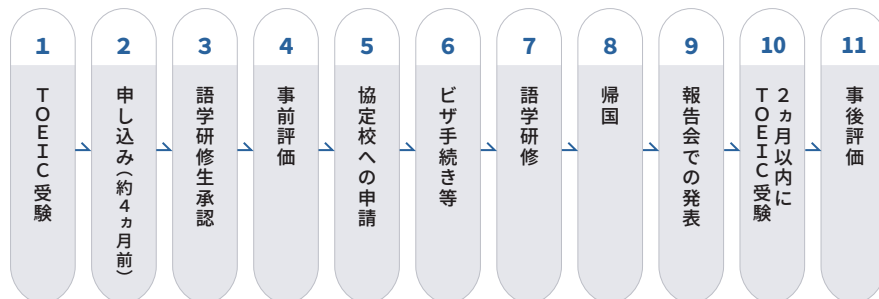 1
TOEIC受験
2
申し込み(約4ヵ月前)
3
語学研修生承認
4
事前評価
5
協定校への申請
6
ビザ手続き等
7
語学研修
8
帰国
9
報告会での発表
10
2ヵ月以内に
TOEIC受験
11
事後評価